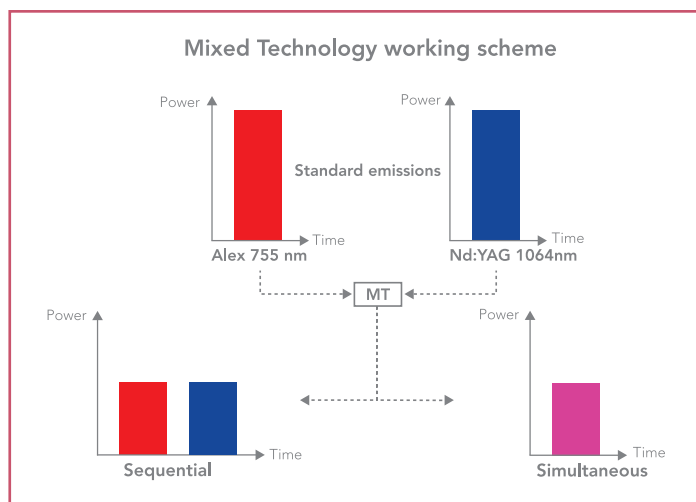 Mixed Technology working scheme
Power
Power
Standard emissions
Time
Time
Alex 755 nm
Nd:YAG 1064nm
MT
Power
Power
Time
Time
Sequential
Simultaneous